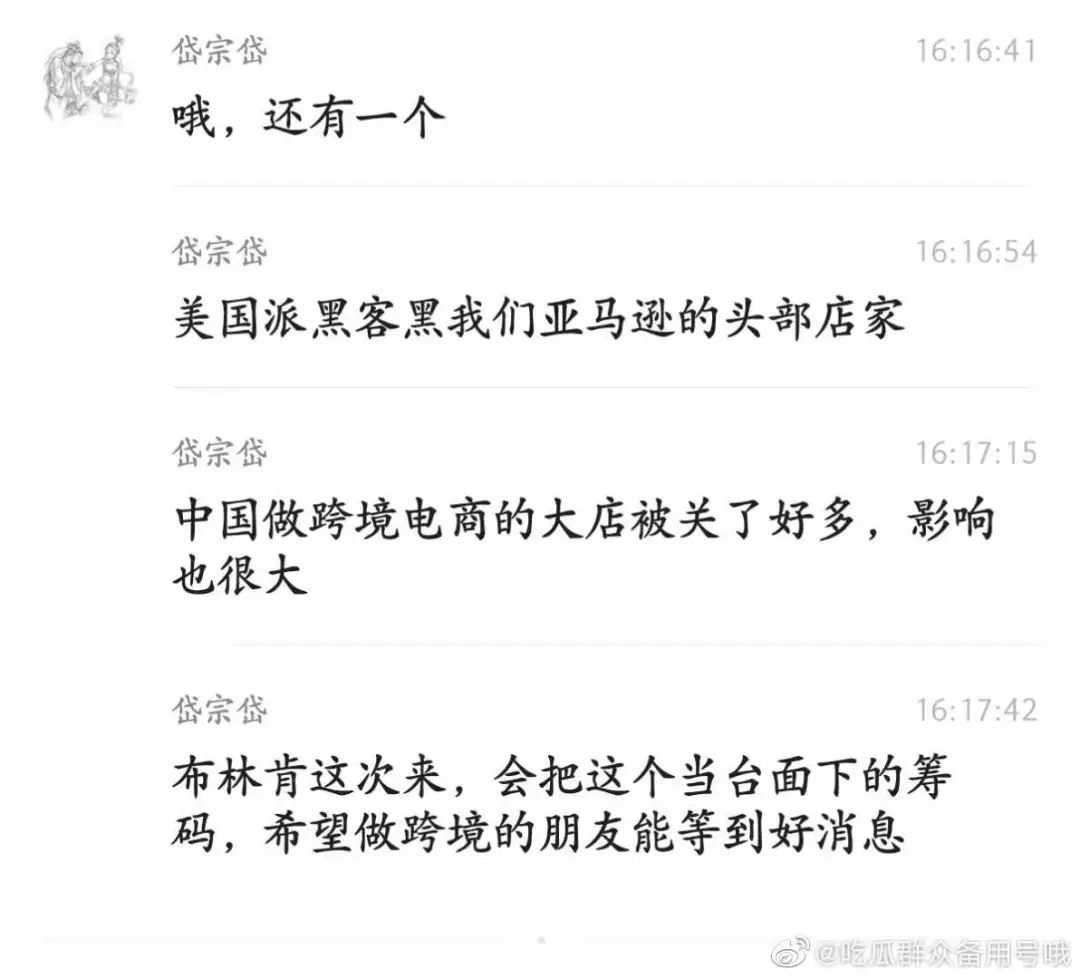 岱宗岱 16:16:41
哦，还有一个
岱宗岱 16:16:54
美国派黑客黑我们亚马逊的头部店家
岱宗岱 16:17:15
中国做跨境电商的大店被关了好多，影响
也很大
岱宗岱 16:17:42
布林肯这次来，会把这个当台面下的筹
码，希望做跨境的朋友能等到好消息
@吃瓜群众备用号哦